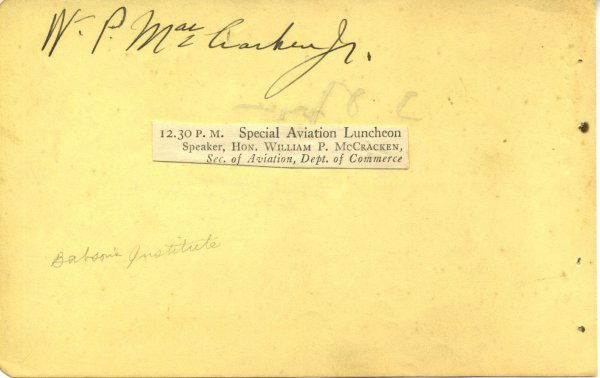 W. P. MacCracken Jr.
12.30 P. M. Special Aviation Luncheon
Speaker, HON. WILLIAM P. MCCRACKEN,
Sec. of Aviation, Dept. of Commerce
Babson's Institute